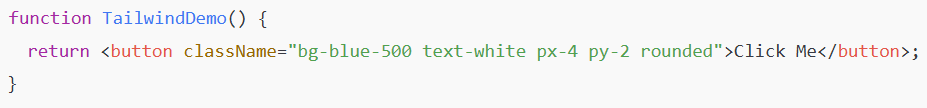 function TailwindDemo() {
  return <button className="bg-blue-500 text-white px-4 py-2 rounded">Click Me</button>;
}